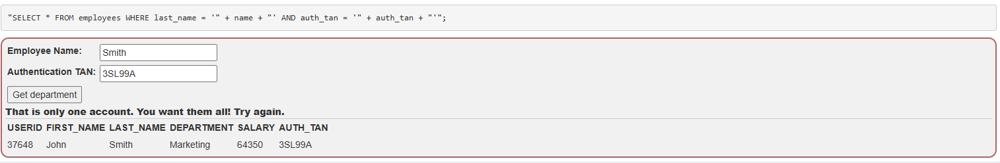 "SELECT * FROM employees WHERE last_name = '" + name + "' AND auth_tan = '" + auth_tan + "'";
Employee Name: Smith
Authentication TAN: 3SL99A
Get department
That is only one account. You want them all! Try again.
USERID FIRST_NAME LAST_NAME DEPARTMENT SALARY AUTH_TAN
37648 John Smith Marketing 64350 3SL99A